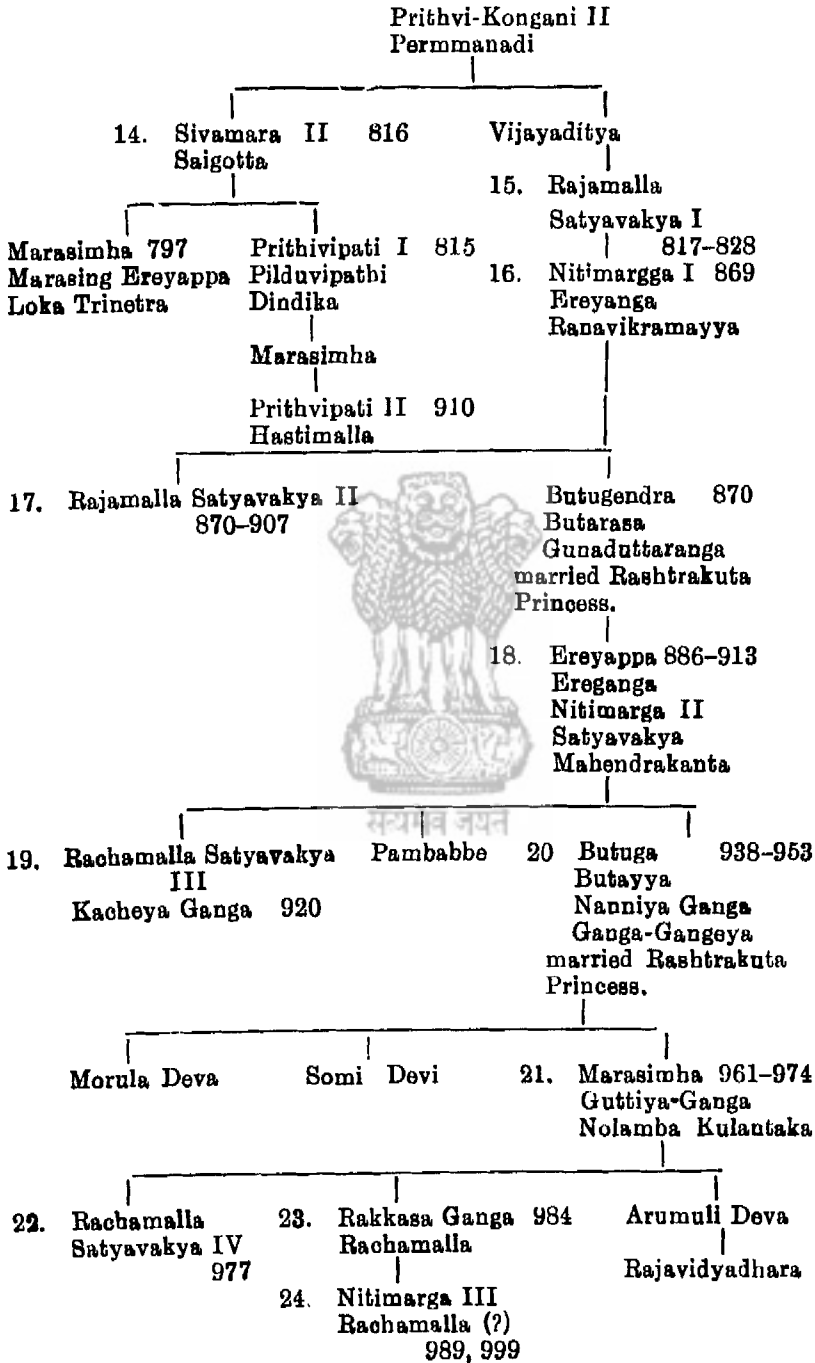 Prithvi-Kongani II
Permmanadi
14. Sivamara II 816 Vijayaditya
Saigotta
15. Rajamalla
Satyavakya I
817–828
Marasimha 797 Prithivipati I 815
Marasing Ereyappa Pilduvipathi 16. Nitimargga I 869
Loka Trinetra Dindika Ereyanga
Ranavikramayya
Marasimha
Prithvipati II 910
Hastimalla
17. Rajamalla Satyavakya II Butugendra 870
870–907 Butarasa
Gunaduttaranga
married Rashtrakuta
Princess.
18. Ereyappa 886–913
Ereganga
Nitimarga II
Satyavakya
Mahendrakanta
सत्यमेव जयते
19. Rachamalla Satyavakya Pambabbe 20 Butuga 938–953
III Butayya
Kacheya Ganga 920 Nanniya Ganga
Ganga-Gangeya
married Rashtrakuta
Princess.
Morula Deva Somi Devi 21. Marasimha 961–974
Guttiya-Ganga
Nolamba Kulantaka
22. Rachamalla 23. Rakkasa Ganga 984 Arumuli Deva
Satyavakya IV Rachamalla
977 Rajavidyadhara
24. Nitimarga III
Rachamalla (?)
989, 999